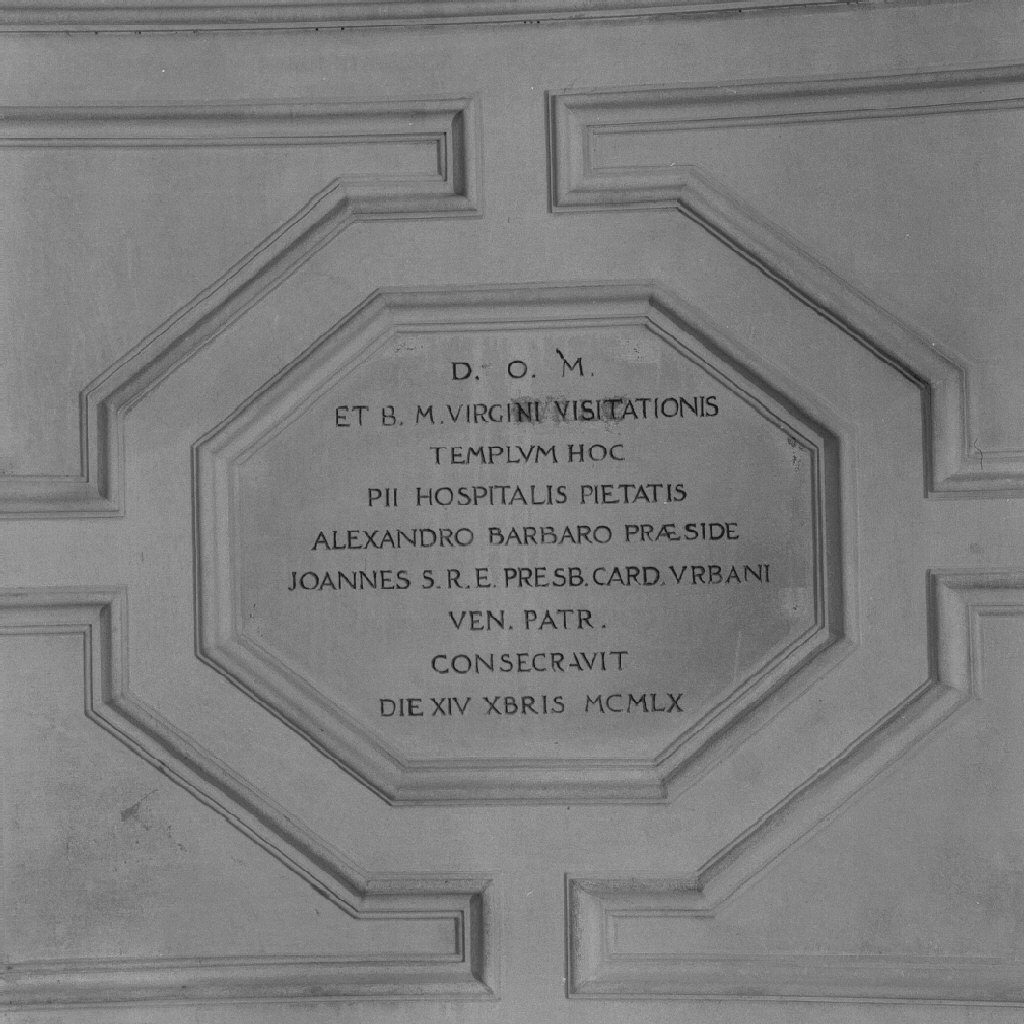 D. O. M.
ET B. M. VIRGINI VISITATIONIS
TEMPLVM HOC
PII HOSPITALIS PIETATIS
ALEXANDRO BARBARO PRÆSIDE
JOANNES S. R. E. PRESB. CARD. VRBANI
VEN. PATR.
CONSECRAVIT
DIE XIV XBRIS MCMLX